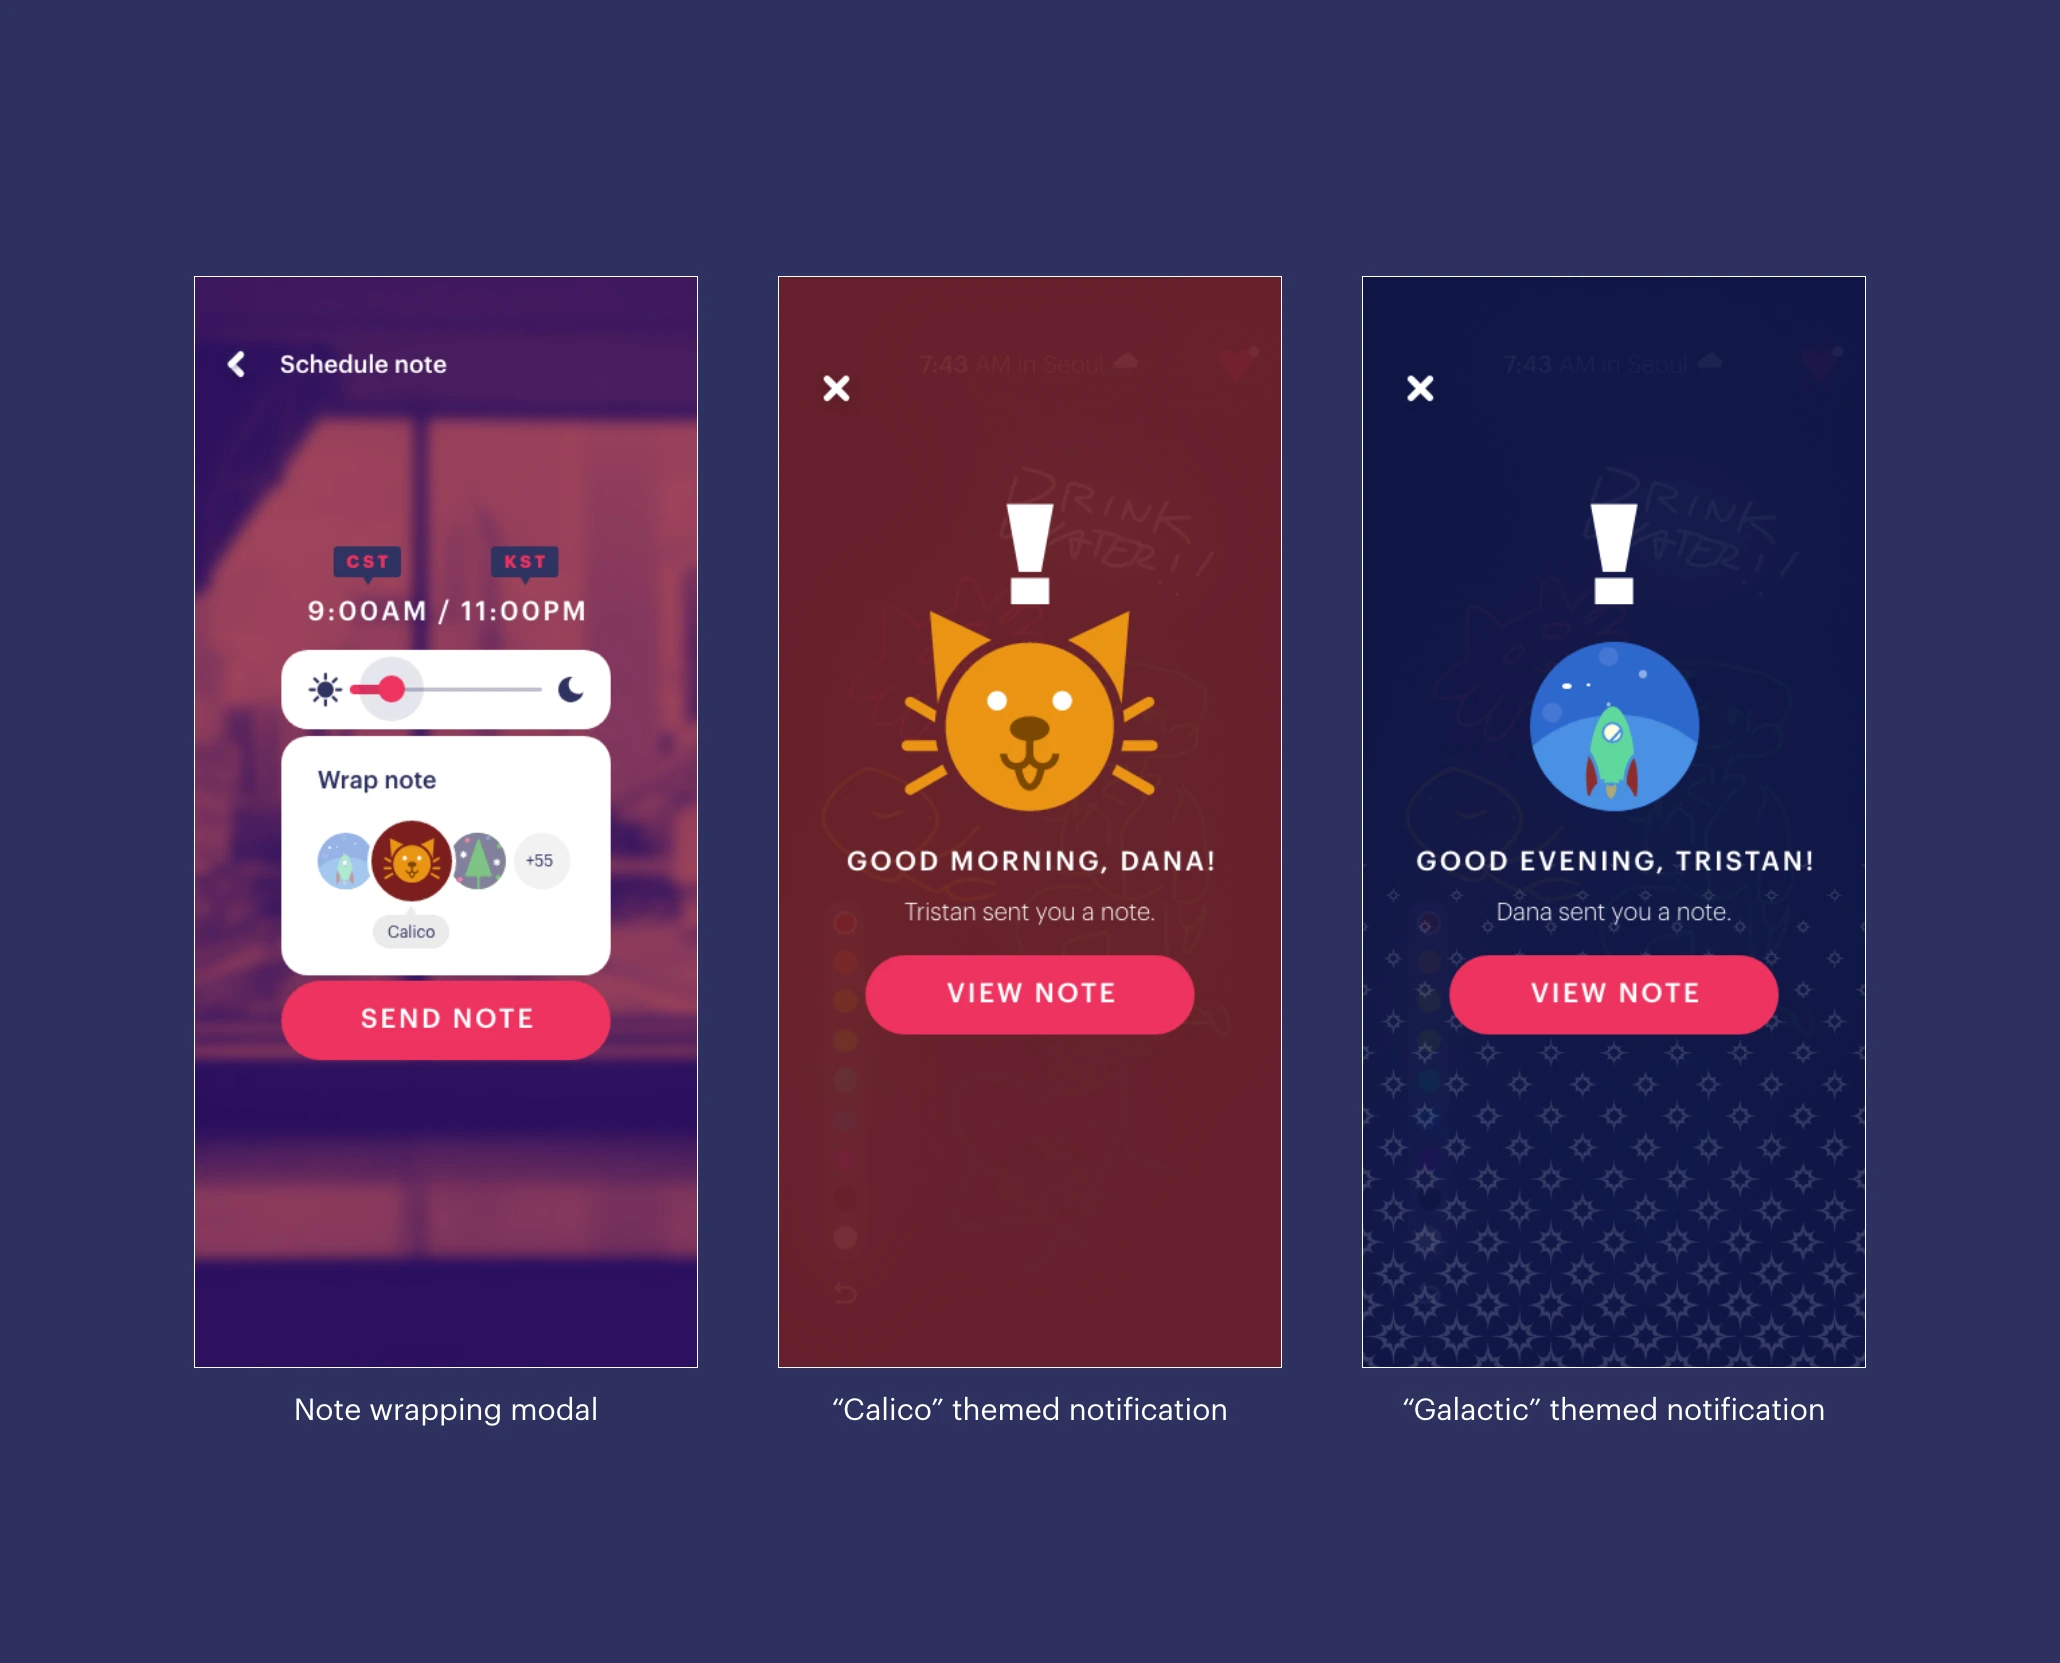 Schedule note
CST
KST
9:00AM / 11:00PM
Wrap note
+55
Calico
SEND NOTE
Note wrapping modal
7:43 AM in Seoul
DRINK
WATER!!
!
GOOD MORNING, DANA!
Tristan sent you a note.
VIEW NOTE
“Calico” themed notification
7:43 AM in Seoul
DRINK
WATER!!
!
GOOD EVENING, TRISTAN!
Dana sent you a note.
VIEW NOTE
“Galactic” themed notification